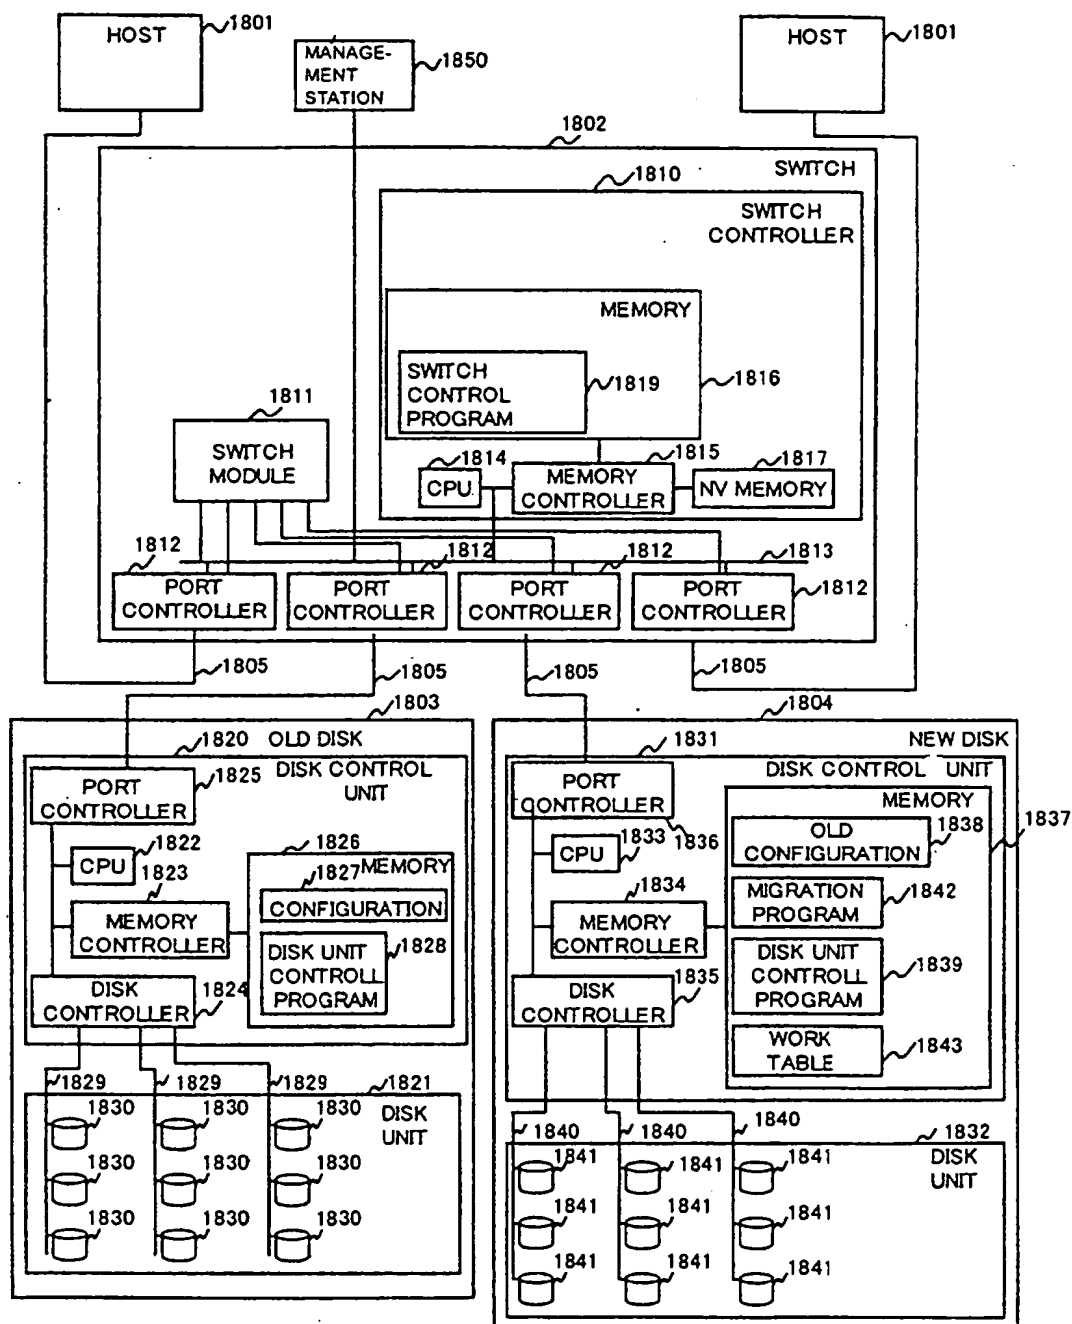 HOST
1801
MANAGE-
MENT
STATION
1850
HOST
1801
1802
SWITCH
1810
SWITCH
CONTROLLER
MEMORY
SWITCH
CONTROL
PROGRAM
1819
1816
1811
SWITCH
MODULE
1814
CPU
1815
MEMORY
CONTROLLER
1817
NV MEMORY
1813
1812
PORT
CONTROLLER
1812
PORT
CONTROLLER
1812
PORT
CONTROLLER
PORT
CONTROLLER
1812
1805
1805
1805
1805
1803
OLD DISK
1820
DISK CONTROL
UNIT
PORT
CONTROLLER
1825
CPU
1822
1823
MEMORY
CONTROLLER
1826
MEMORY
1827
CONFIGURATION
DISK UNIT
CONTROLL
PROGRAM
1828
DISK
CONTROLLER
1824
1829
1829
1829
1821
DISK
UNIT
1830
1830
1830
1830
1830
1830
1830
1830
1830
1804
NEW DISK
1831
DISK CONTROL UNIT
PORT
CONTROLLER
1836
CPU
1833
1834
MEMORY
CONTROLLER
MEMORY
1837
OLD
CONFIGURATION
1838
MIGRATION
PROGRAM
1842
DISK UNIT
CONTROLL
PROGRAM
1839
WORK
TABLE
1843
DISK
CONTROLLER
1835
1840
1840
1840
1832
DISK
UNIT
1841
1841
1841
1841
1841
1841
1841
1841
1841